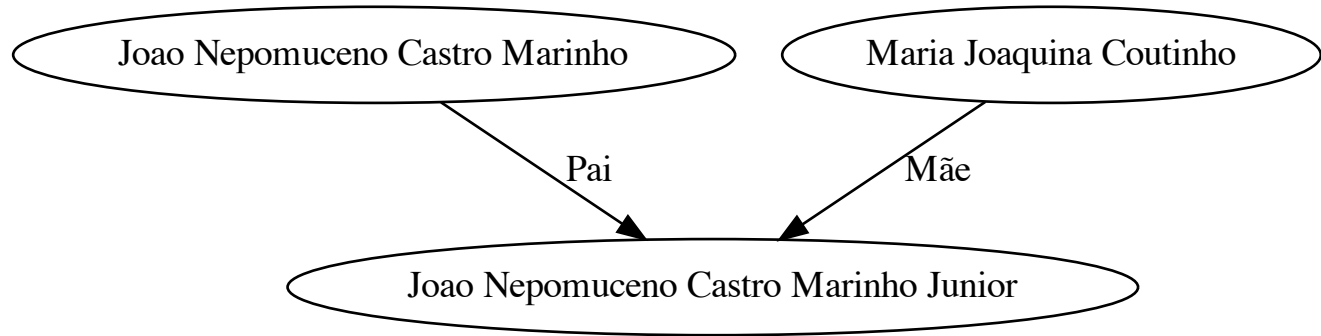 Joao Nepomuceno Castro Marinho
Maria Joaquina Coutinho
Pai
Mãe
Joao Nepomuceno Castro Marinho Junior